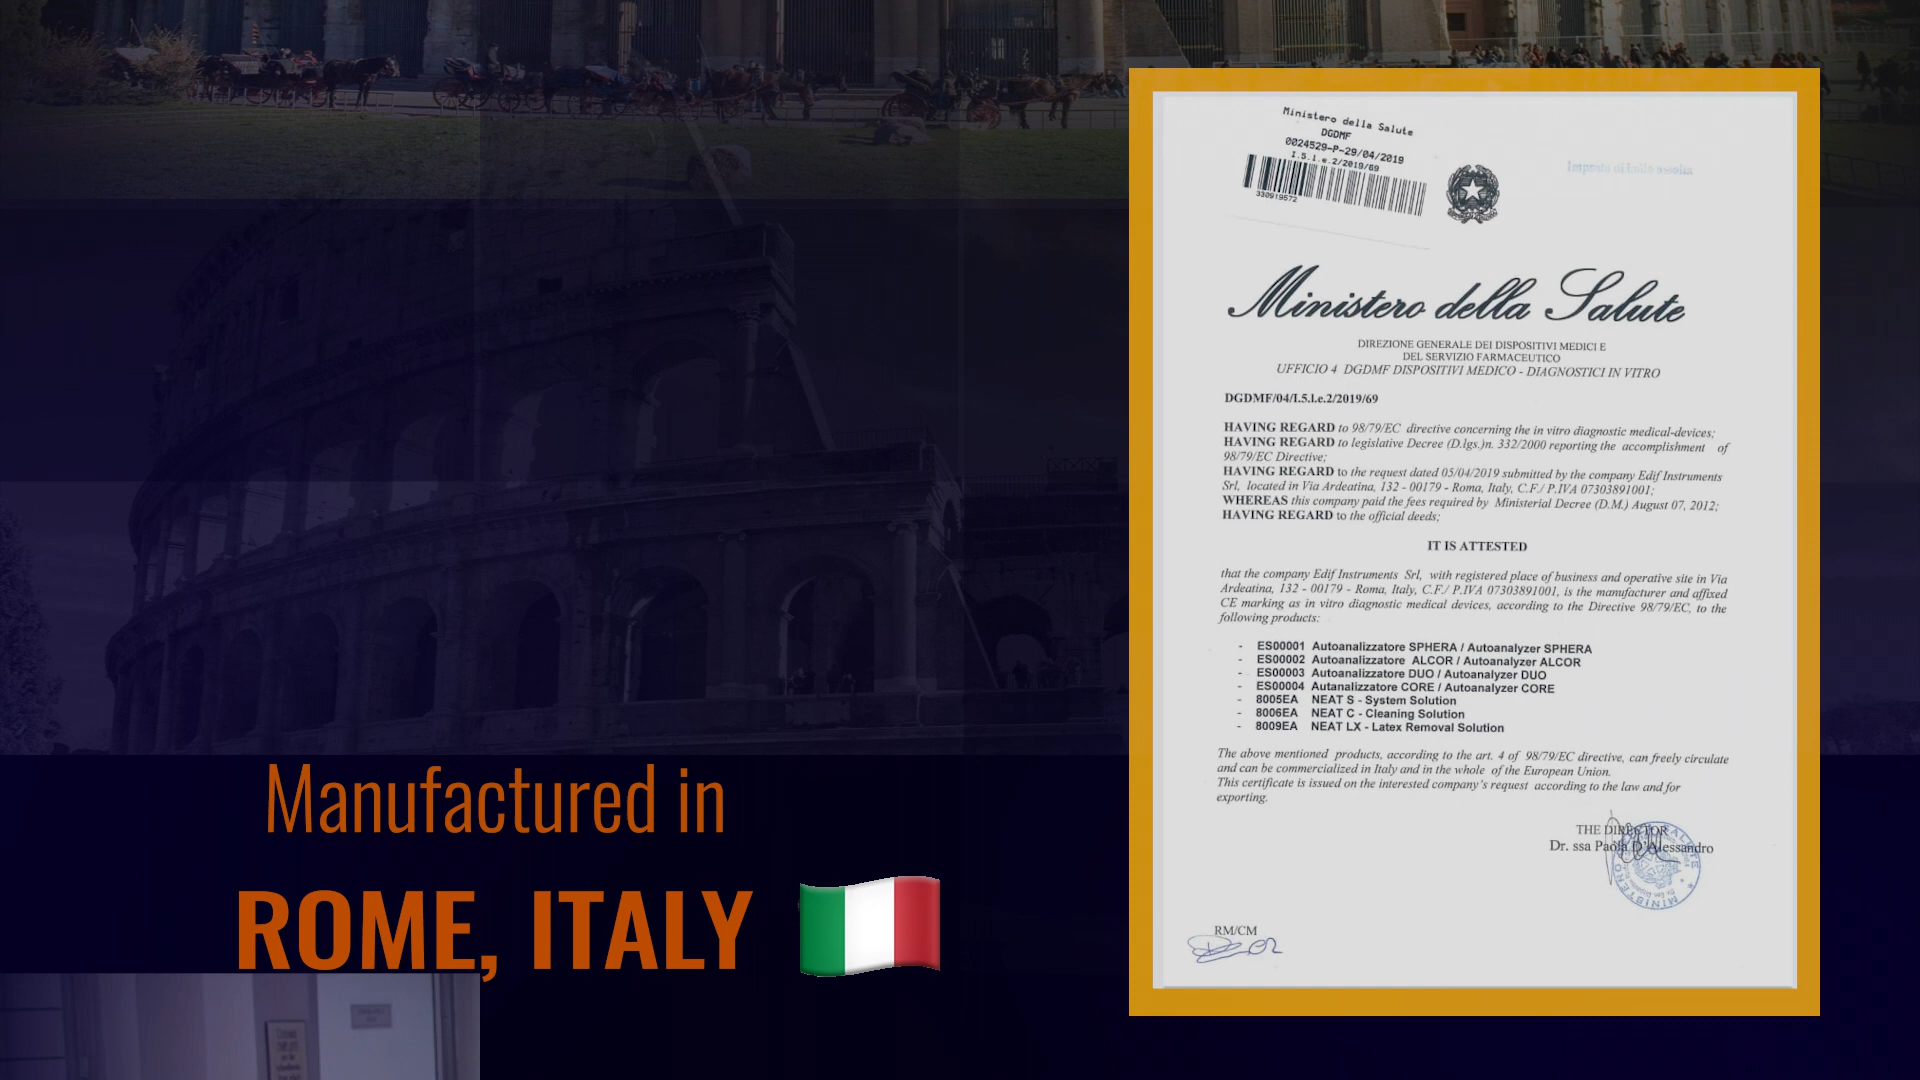 Manufactured in
ROME, ITALY
Ministero della Salute
DGDMF
0024529-P-29/04/2019
I.5.l.e.2/2019/69
330919572
Ministero della Salute
DIREZIONE GENERALE DEI DISPOSITIVI MEDICI E
DEL SERVIZIO FARMACEUTICO
UFFICIO 4 DGDMF DISPOSITIVI MEDICO - DIAGNOSTICI IN VITRO
DGDMF/04/I.5.l.e.2/2019/69
HAVING REGARD to 98/79/EC directive concerning the in vitro diagnostic medical-devices;
HAVING REGARD to legislative Decree (D.lgs.)n. 332/2000 reporting the accomplishment of
98/79/EC Directive;
HAVING REGARD to the request dated 05/04/2019 submitted by the company Edif Instruments
Srl, located in Via Ardeatina, 132 - 00179 - Roma, Italy, C.F./ P.IVA 07303891001;
WHEREAS this company paid the fees required by Ministerial Decree (D.M.) August 07, 2012;
HAVING REGARD to the official deeds;
IT IS ATTESTED
that the company Edif Instruments Srl, with registered place of business and operative site in Via
Ardeatina, 132 - 00179 - Roma, Italy, C.F./ P.IVA 07303891001, is the manufacturer and affixed
CE marking as in vitro diagnostic medical devices, according to the Directive 98/79/EC, to the
following products:
- ES00001 Autoanalizzatore SPHERA / Autoanalyzer SPHERA
- ES00002 Autoanalizzatore ALCOR / Autoanalyzer ALCOR
- ES00003 Autoanalizzatore DUO / Autoanalyzer DUO
- ES00004 Autanalizzatore CORE / Autoanalyzer CORE
- 8005EA NEAT S - System Solution
- 8006EA NEAT C - Cleaning Solution
- 8009EA NEAT LX - Latex Removal Solution
The above mentioned products, according to the art. 4 of 98/79/EC directive, can freely circulate
and can be commercialized in Italy and in the whole of the European Union.
This certificate is issued on the interested company's request according to the law and for
exporting.
THE DIRECTOR
Dr. ssa Paola D'Alessandro
RM/CM